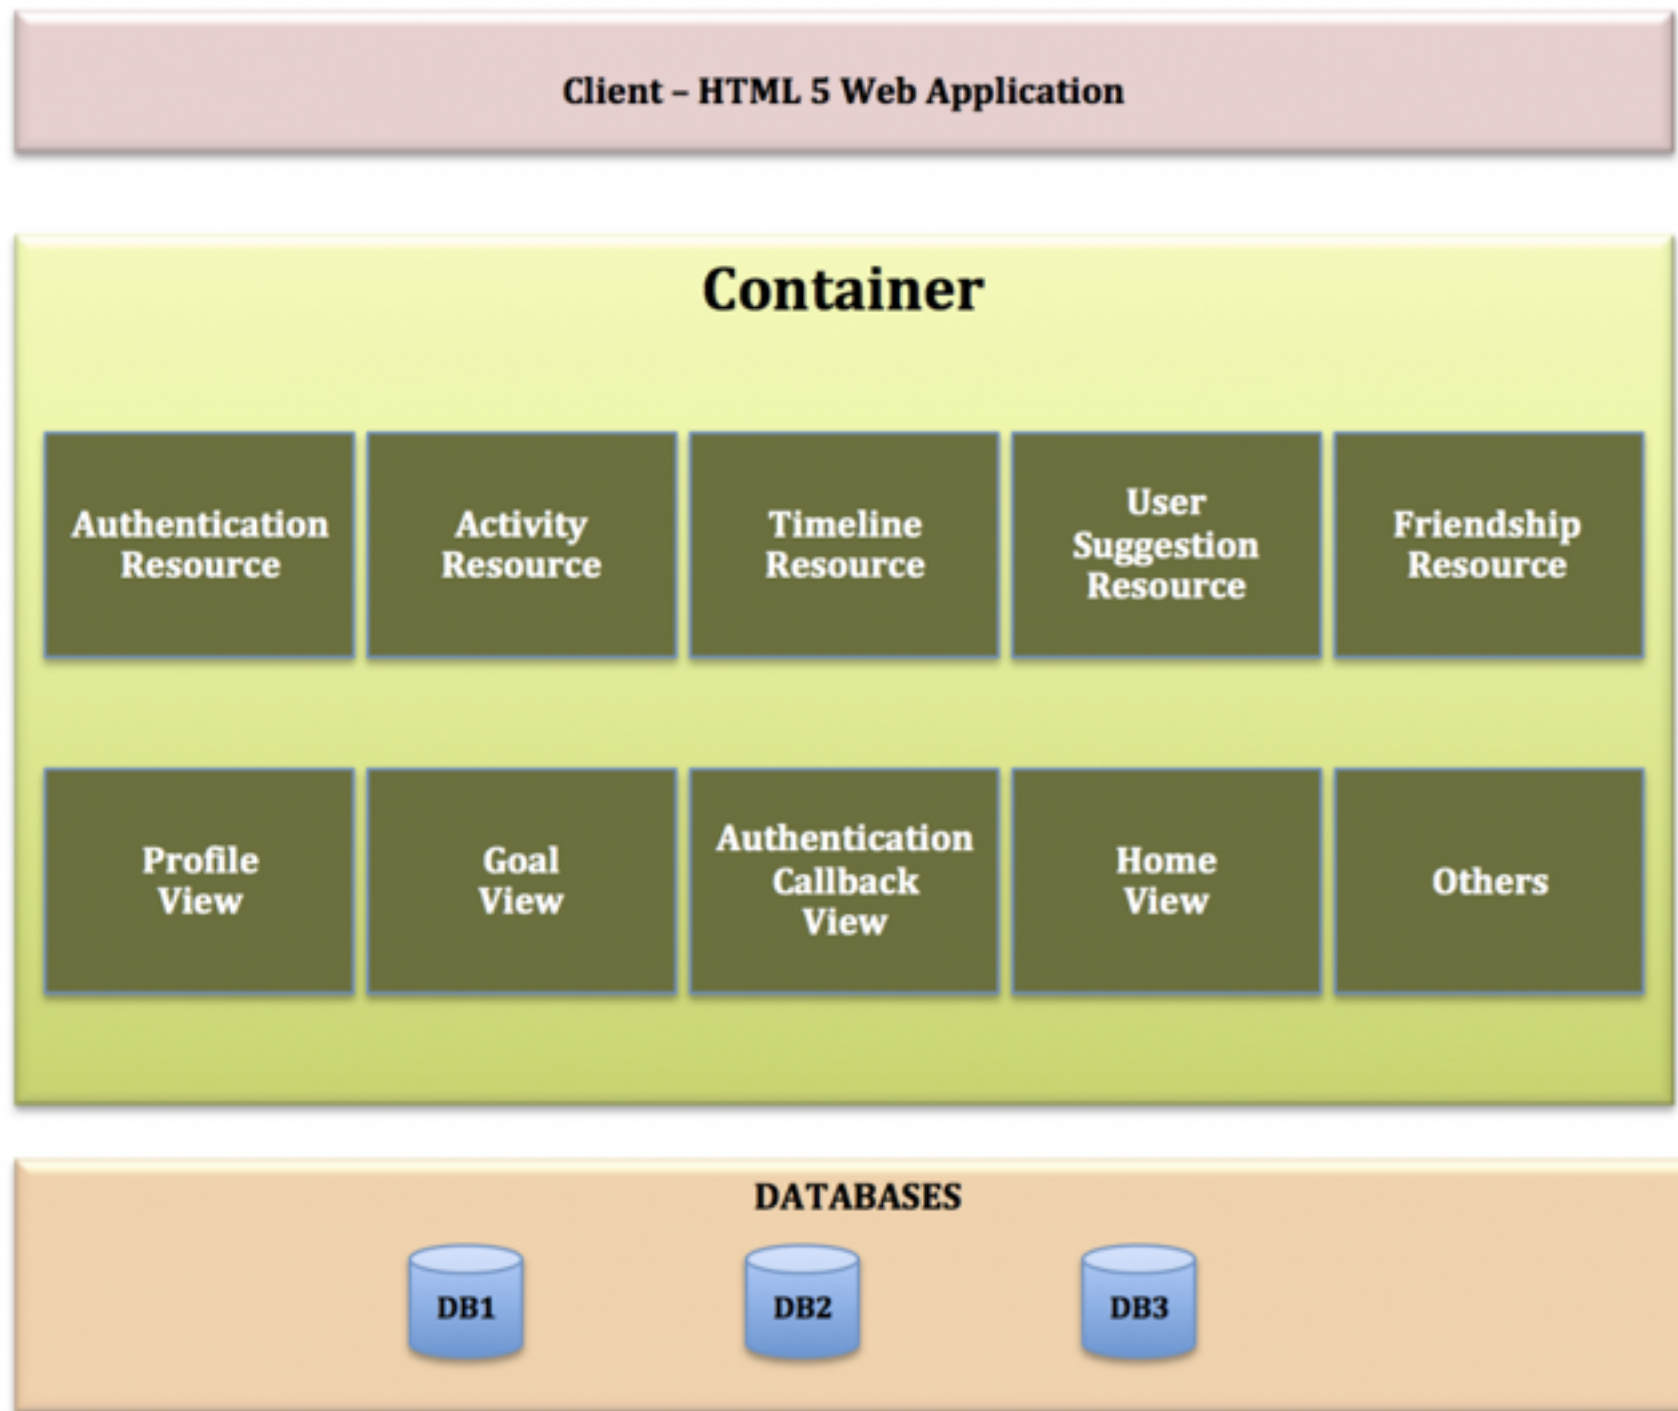 Client – HTML 5 Web Application
Container
Authentication
Resource
Activity
Resource
Timeline
Resource
User
Suggestion
Resource
Friendship
Resource
Profile
View
Goal
View
Authentication
Callback
View
Home
View
Others
DATABASES
DB1
DB2
DB3